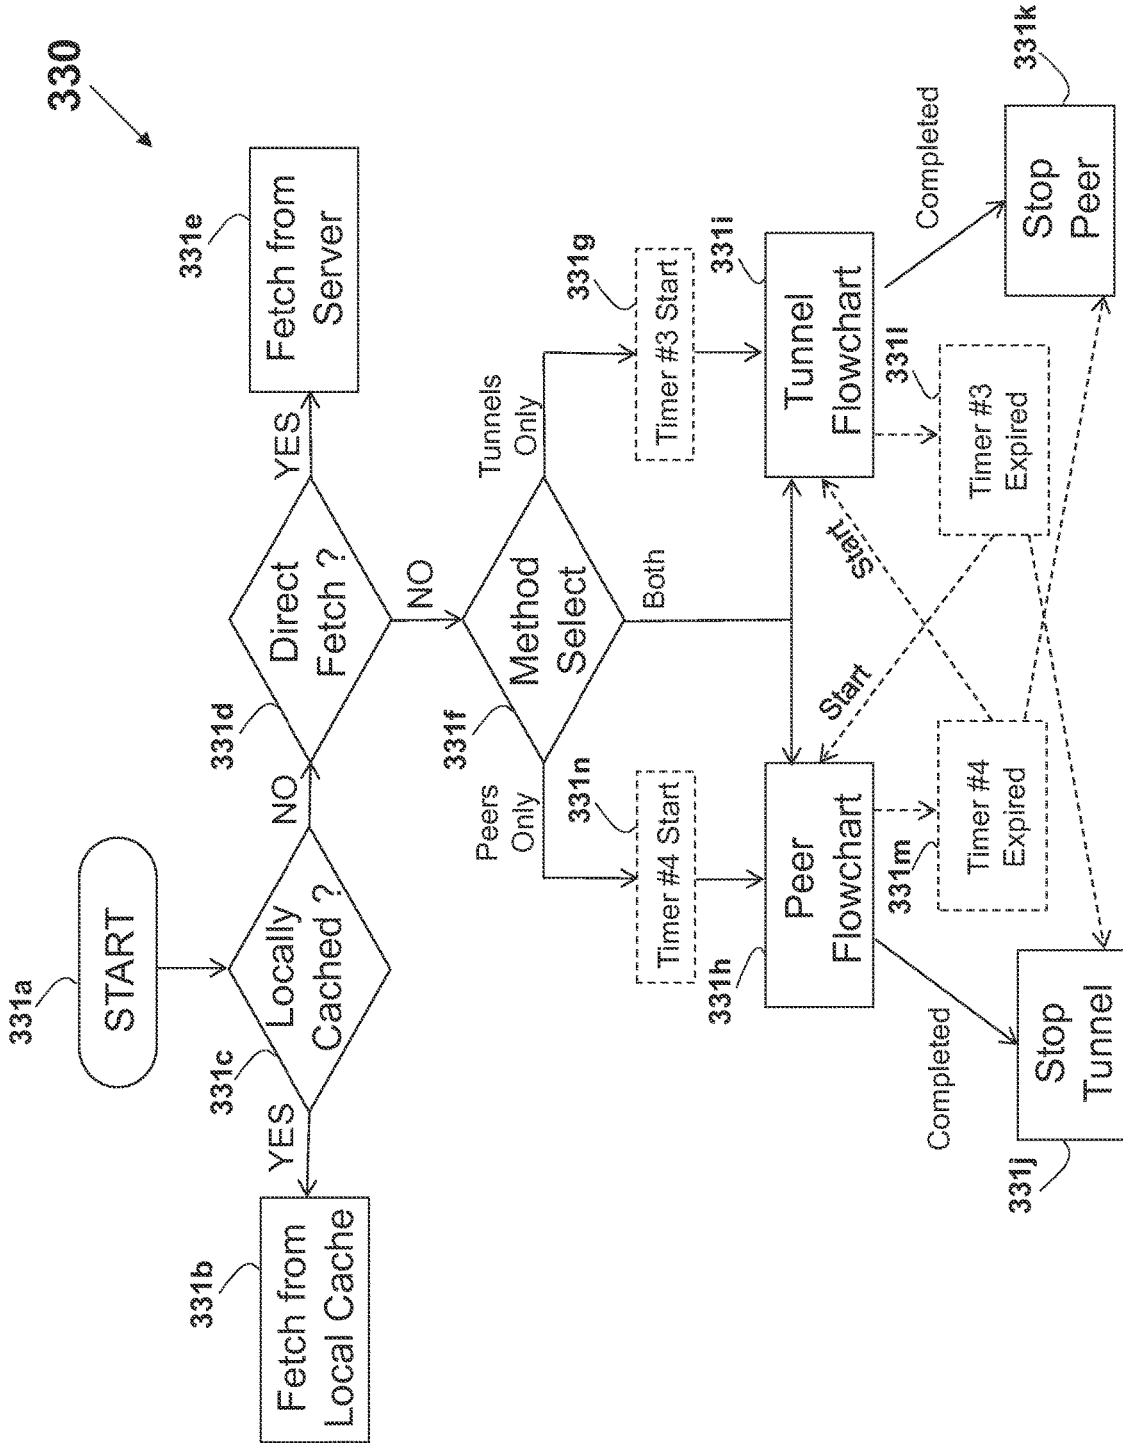 330
331a
START
331c
Locally
Cached ?
YES
NO
331b
Fetch from
Local Cache
331d
Direct
Fetch ?
YES
NO
331e
Fetch from
Server
331f
Method
Select
Peers
Only
Tunnels
Only
Both
331n
Timer #4 Start
331g
Timer #3 Start
331h
Peer
Flowchart
331i
Tunnel
Flowchart
Start
Start
331m
Timer #4
Expired
331l
Timer #3
Expired
Completed
Completed
331j
Stop
Tunnel
331k
Stop
Peer